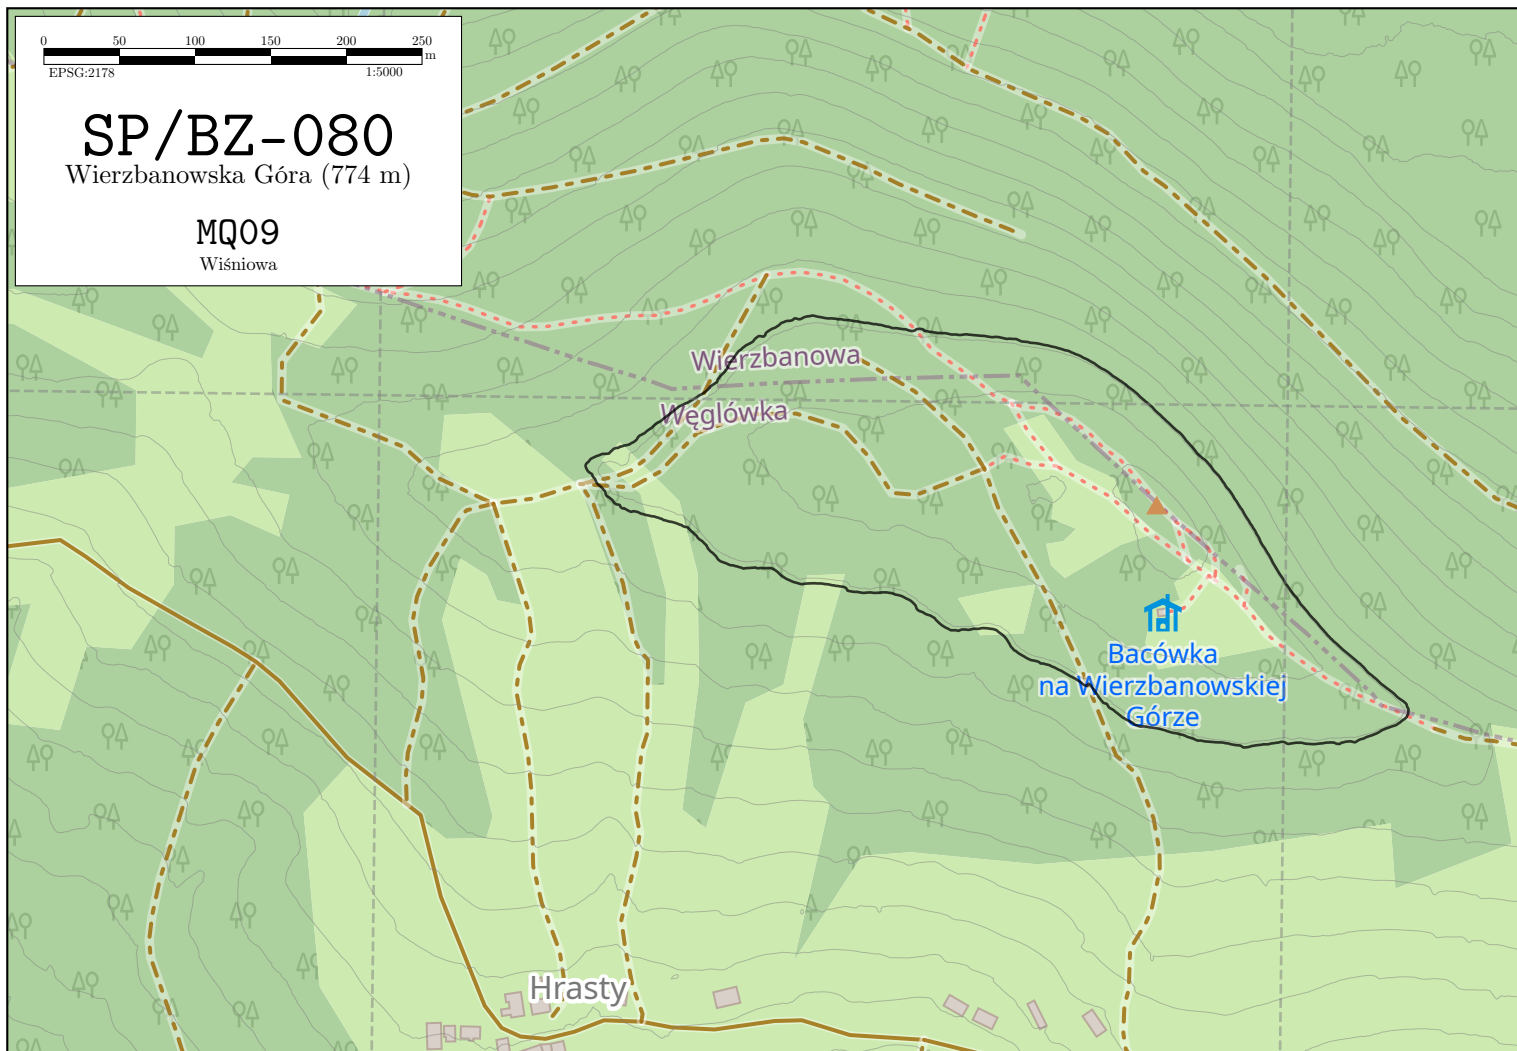 0 50 100 150 200 250
m
EPSG:2178 1:5000
SP/BZ-080
Wierzbanowska Góra (774 m)
MQ09
Wiśniowa
Wierzbanowa
Węglówka
Bacówka
na Wierzbanowskiej
Górze
Hrasty